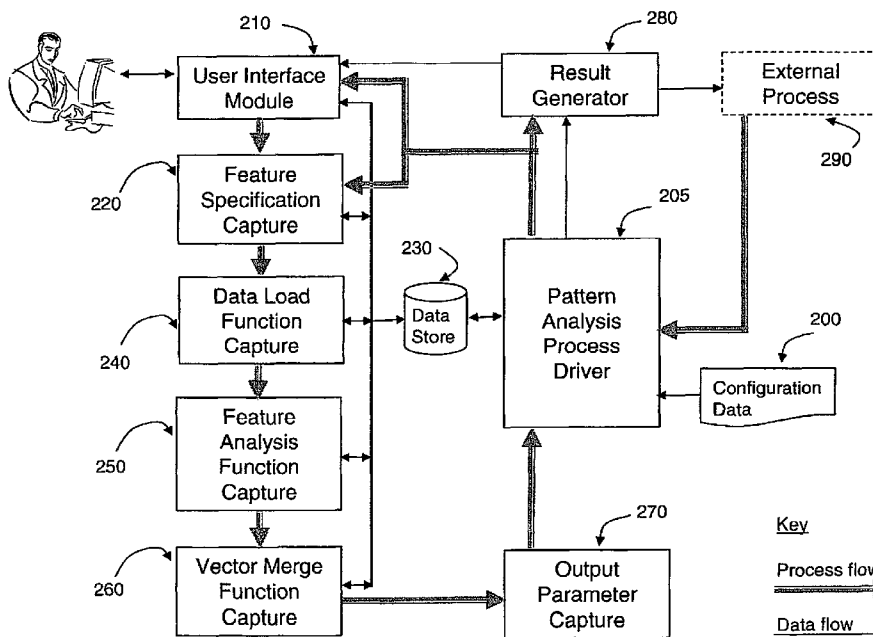 210
280
User Interface
Module
Result
Generator
External
Process
290
220
Feature
Specification
Capture
205
230
Data
Store
Pattern
Analysis
Process
Driver
240
Data Load
Function
Capture
200
Configuration
Data
250
Feature
Analysis
Function
Capture
260
Vector Merge
Function
Capture
270
Output
Parameter
Capture
Key
Process flow
Data flow